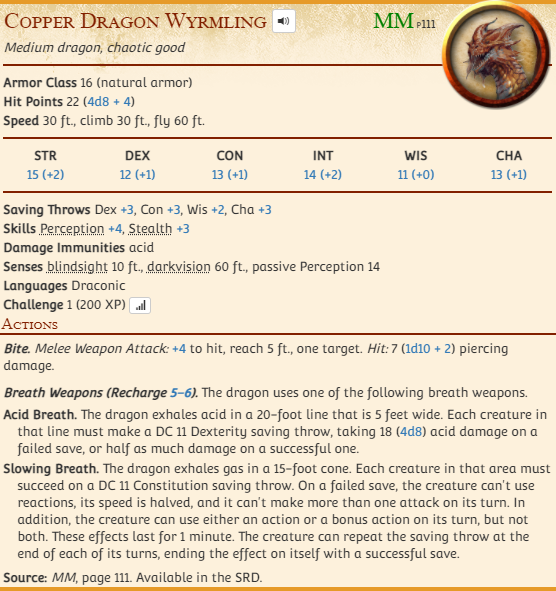 Copper Dragon Wyrmling MM p111
Medium dragon, chaotic good
Armor Class 16 (natural armor)
Hit Points 22 (4d8 + 4)
Speed 30 ft., climb 30 ft., fly 60 ft.
STR DEX CON INT WIS CHA
15 (+2) 12 (+1) 13 (+1) 14 (+2) 11 (+0) 13 (+1)
Saving Throws Dex +3, Con +3, Wis +2, Cha +3
Skills Perception +4, Stealth +3
Damage Immunities acid
Senses blindsight 10 ft., darkvision 60 ft., passive Perception 14
Languages Draconic
Challenge 1 (200 XP)
Actions
Bite. Melee Weapon Attack: +4 to hit, reach 5 ft., one target. Hit: 7 (1d10 + 2) piercing
damage.
Breath Weapons (Recharge 5–6). The dragon uses one of the following breath weapons.
Acid Breath. The dragon exhales acid in a 20-foot line that is 5 feet wide. Each creature in
that line must make a DC 11 Dexterity saving throw, taking 18 (4d8) acid damage on a
failed save, or half as much damage on a successful one.
Slowing Breath. The dragon exhales gas in a 15-foot cone. Each creature in that area must
succeed on a DC 11 Constitution saving throw. On a failed save, the creature can't use
reactions, its speed is halved, and it can't make more than one attack on its turn. In
addition, the creature can use either an action or a bonus action on its turn, but not
both. These effects last for 1 minute. The creature can repeat the saving throw at the
end of each of its turns, ending the effect on itself with a successful save.
Source: MM, page 111. Available in the SRD.